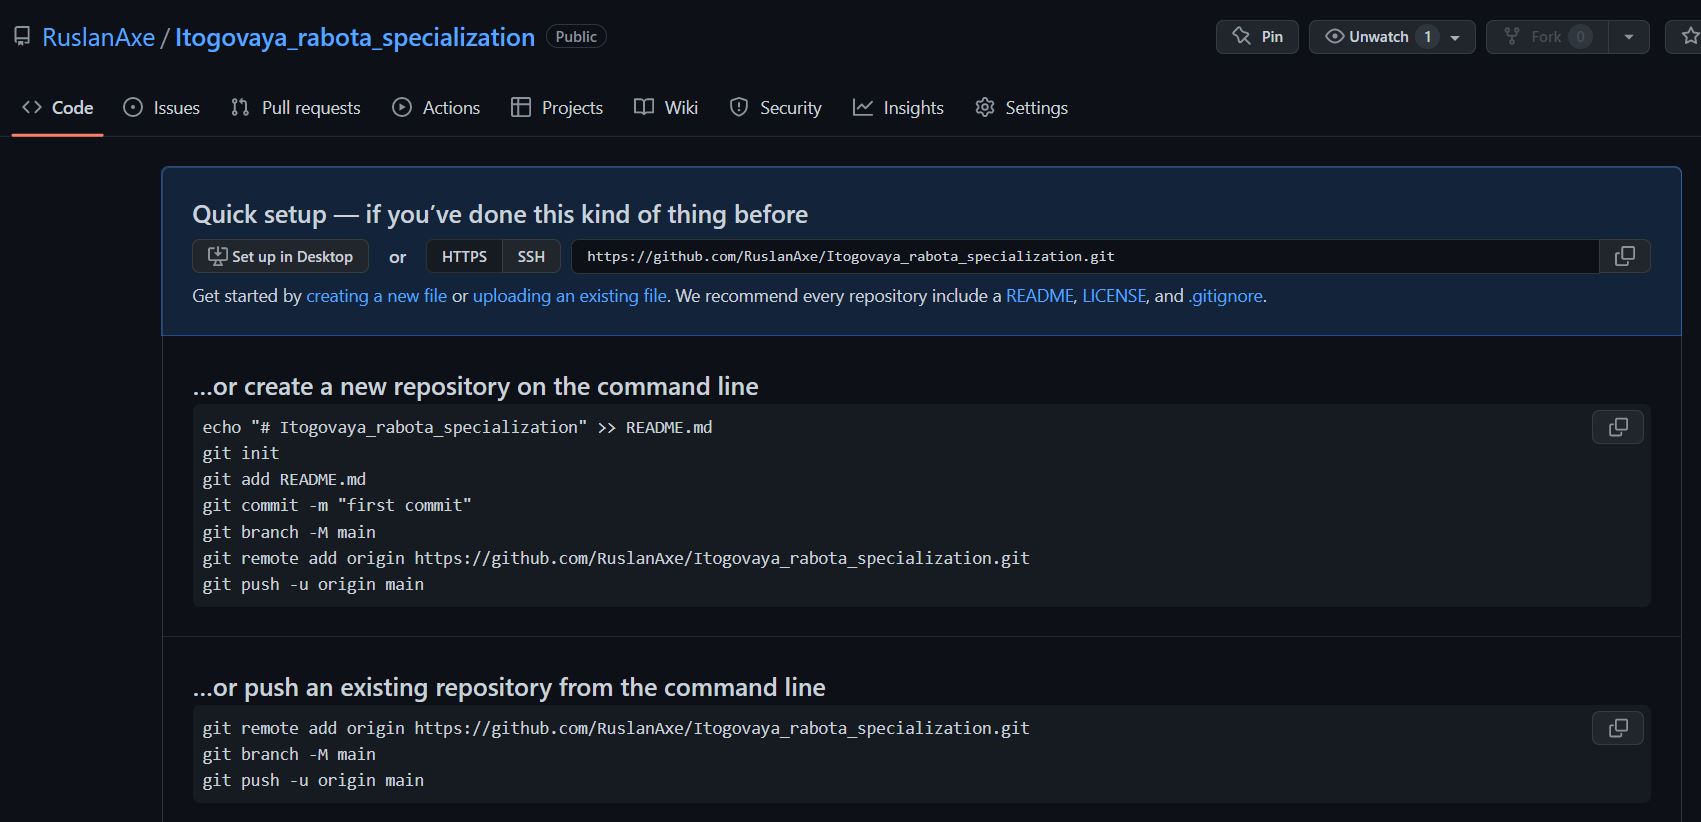 RuslanAxe / Itogovaya_rabota_specialization Public Pin Unwatch 1 Fork 0
Code Issues Pull requests Actions Projects Wiki Security Insights Settings
Quick setup — if you’ve done this kind of thing before
Set up in Desktop or HTTPS SSH https://github.com/RuslanAxe/Itogovaya_rabota_specialization.git
Get started by creating a new file or uploading an existing file. We recommend every repository include a README, LICENSE, and .gitignore.
…or create a new repository on the command line
echo "# Itogovaya_rabota_specialization" >> README.md
git init
git add README.md
git commit -m "first commit"
git branch -M main
git remote add origin https://github.com/RuslanAxe/Itogovaya_rabota_specialization.git
git push -u origin main
…or push an existing repository from the command line
git remote add origin https://github.com/RuslanAxe/Itogovaya_rabota_specialization.git
git branch -M main
git push -u origin main